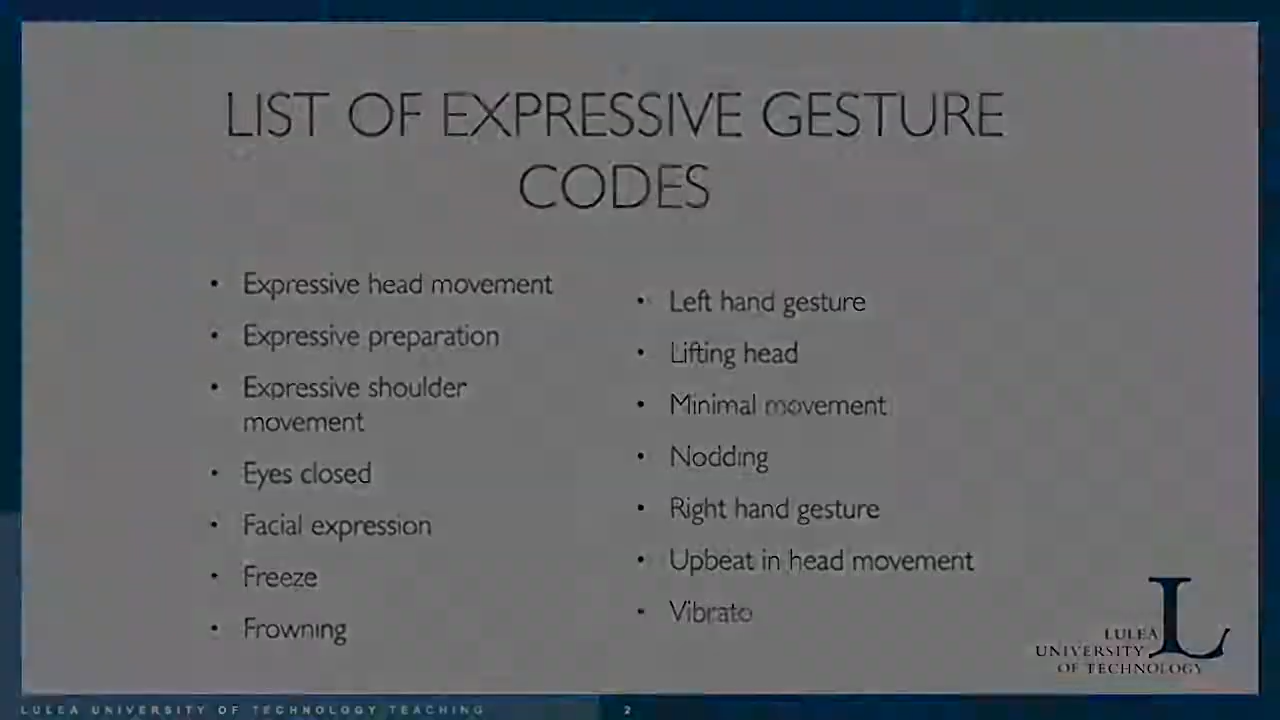 LIST OF EXPRESSIVE GESTURE
CODES
• Expressive head movement
• Expressive preparation
• Expressive shoulder
movement
• Eyes closed
• Facial expression
• Freeze
• Frowning
• Left hand gesture
• Lifting head
• Minimal movement
• Nodding
• Right hand gesture
• Upbeat in head movement
• Vibrato
L
LULEA
UNIVERSITY
OF TECHNOLOGY
LULEA UNIVERSITY OF TECHNOLOGY TEACHING
2